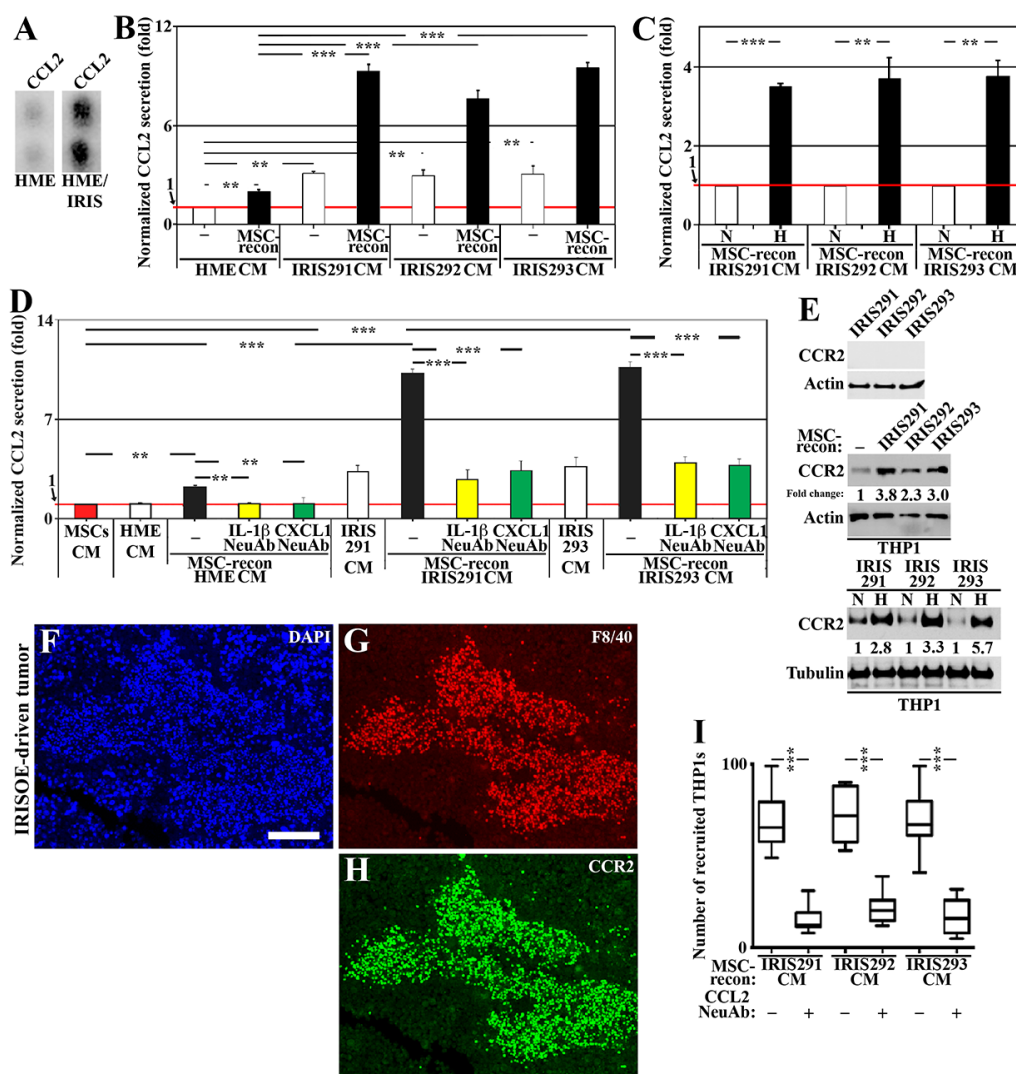 A
CCL2 CCL2
HME HME/
IRIS
B
Normalized CCL2 secretion (fold)
12
6
1
0
***
***
***
***
**
**
**
**
– MSC-recon – MSC-recon – MSC-recon – MSC-recon
HME CM IRIS291 CM IRIS292 CM IRIS293 CM
C
Normalized CCL2 secretion (fold)
4
1
0
*** ** **
N H N H N H
MSC-recon MSC-recon MSC-recon
IRIS291CM IRIS292 CM IRIS293 CM
D
Normalized CCL2 secretion (fold)
14
7
1
0
***
***
***
***
***
***
**
**
**
MSCs CM
HME CM
– IL-1β NeuAb CXCL1 NeuAb
MSC-recon
HME CM
IRIS 291 CM
– IL-1β NeuAb CXCL1 NeuAb
MSC-recon
IRIS291CM
IRIS 293 CM
– IL-1β NeuAb CXCL1 NeuAb
MSC-recon
IRIS293 CM
E
IRIS291 IRIS292 IRIS293
CCR2
Actin
MSC-
recon: – IRIS291 IRIS292 IRIS293
CCR2
Fold change: 1 3.8 2.3 3.0
Actin
THP1
IRIS 291 IRIS 292 IRIS 293
N H N H N H
CCR2
1 2.8 1 3.3 1 5.7
Tubulin
THP1
IRISOE-driven tumor
F
DAPI
G
F8/40
H
CCR2
I
Number of recruited THP1s
100
0
*** *** ***
MSC-
recon: IRIS291 CM IRIS292 CM IRIS293 CM
CCL2
NeuAb: – + – + – +